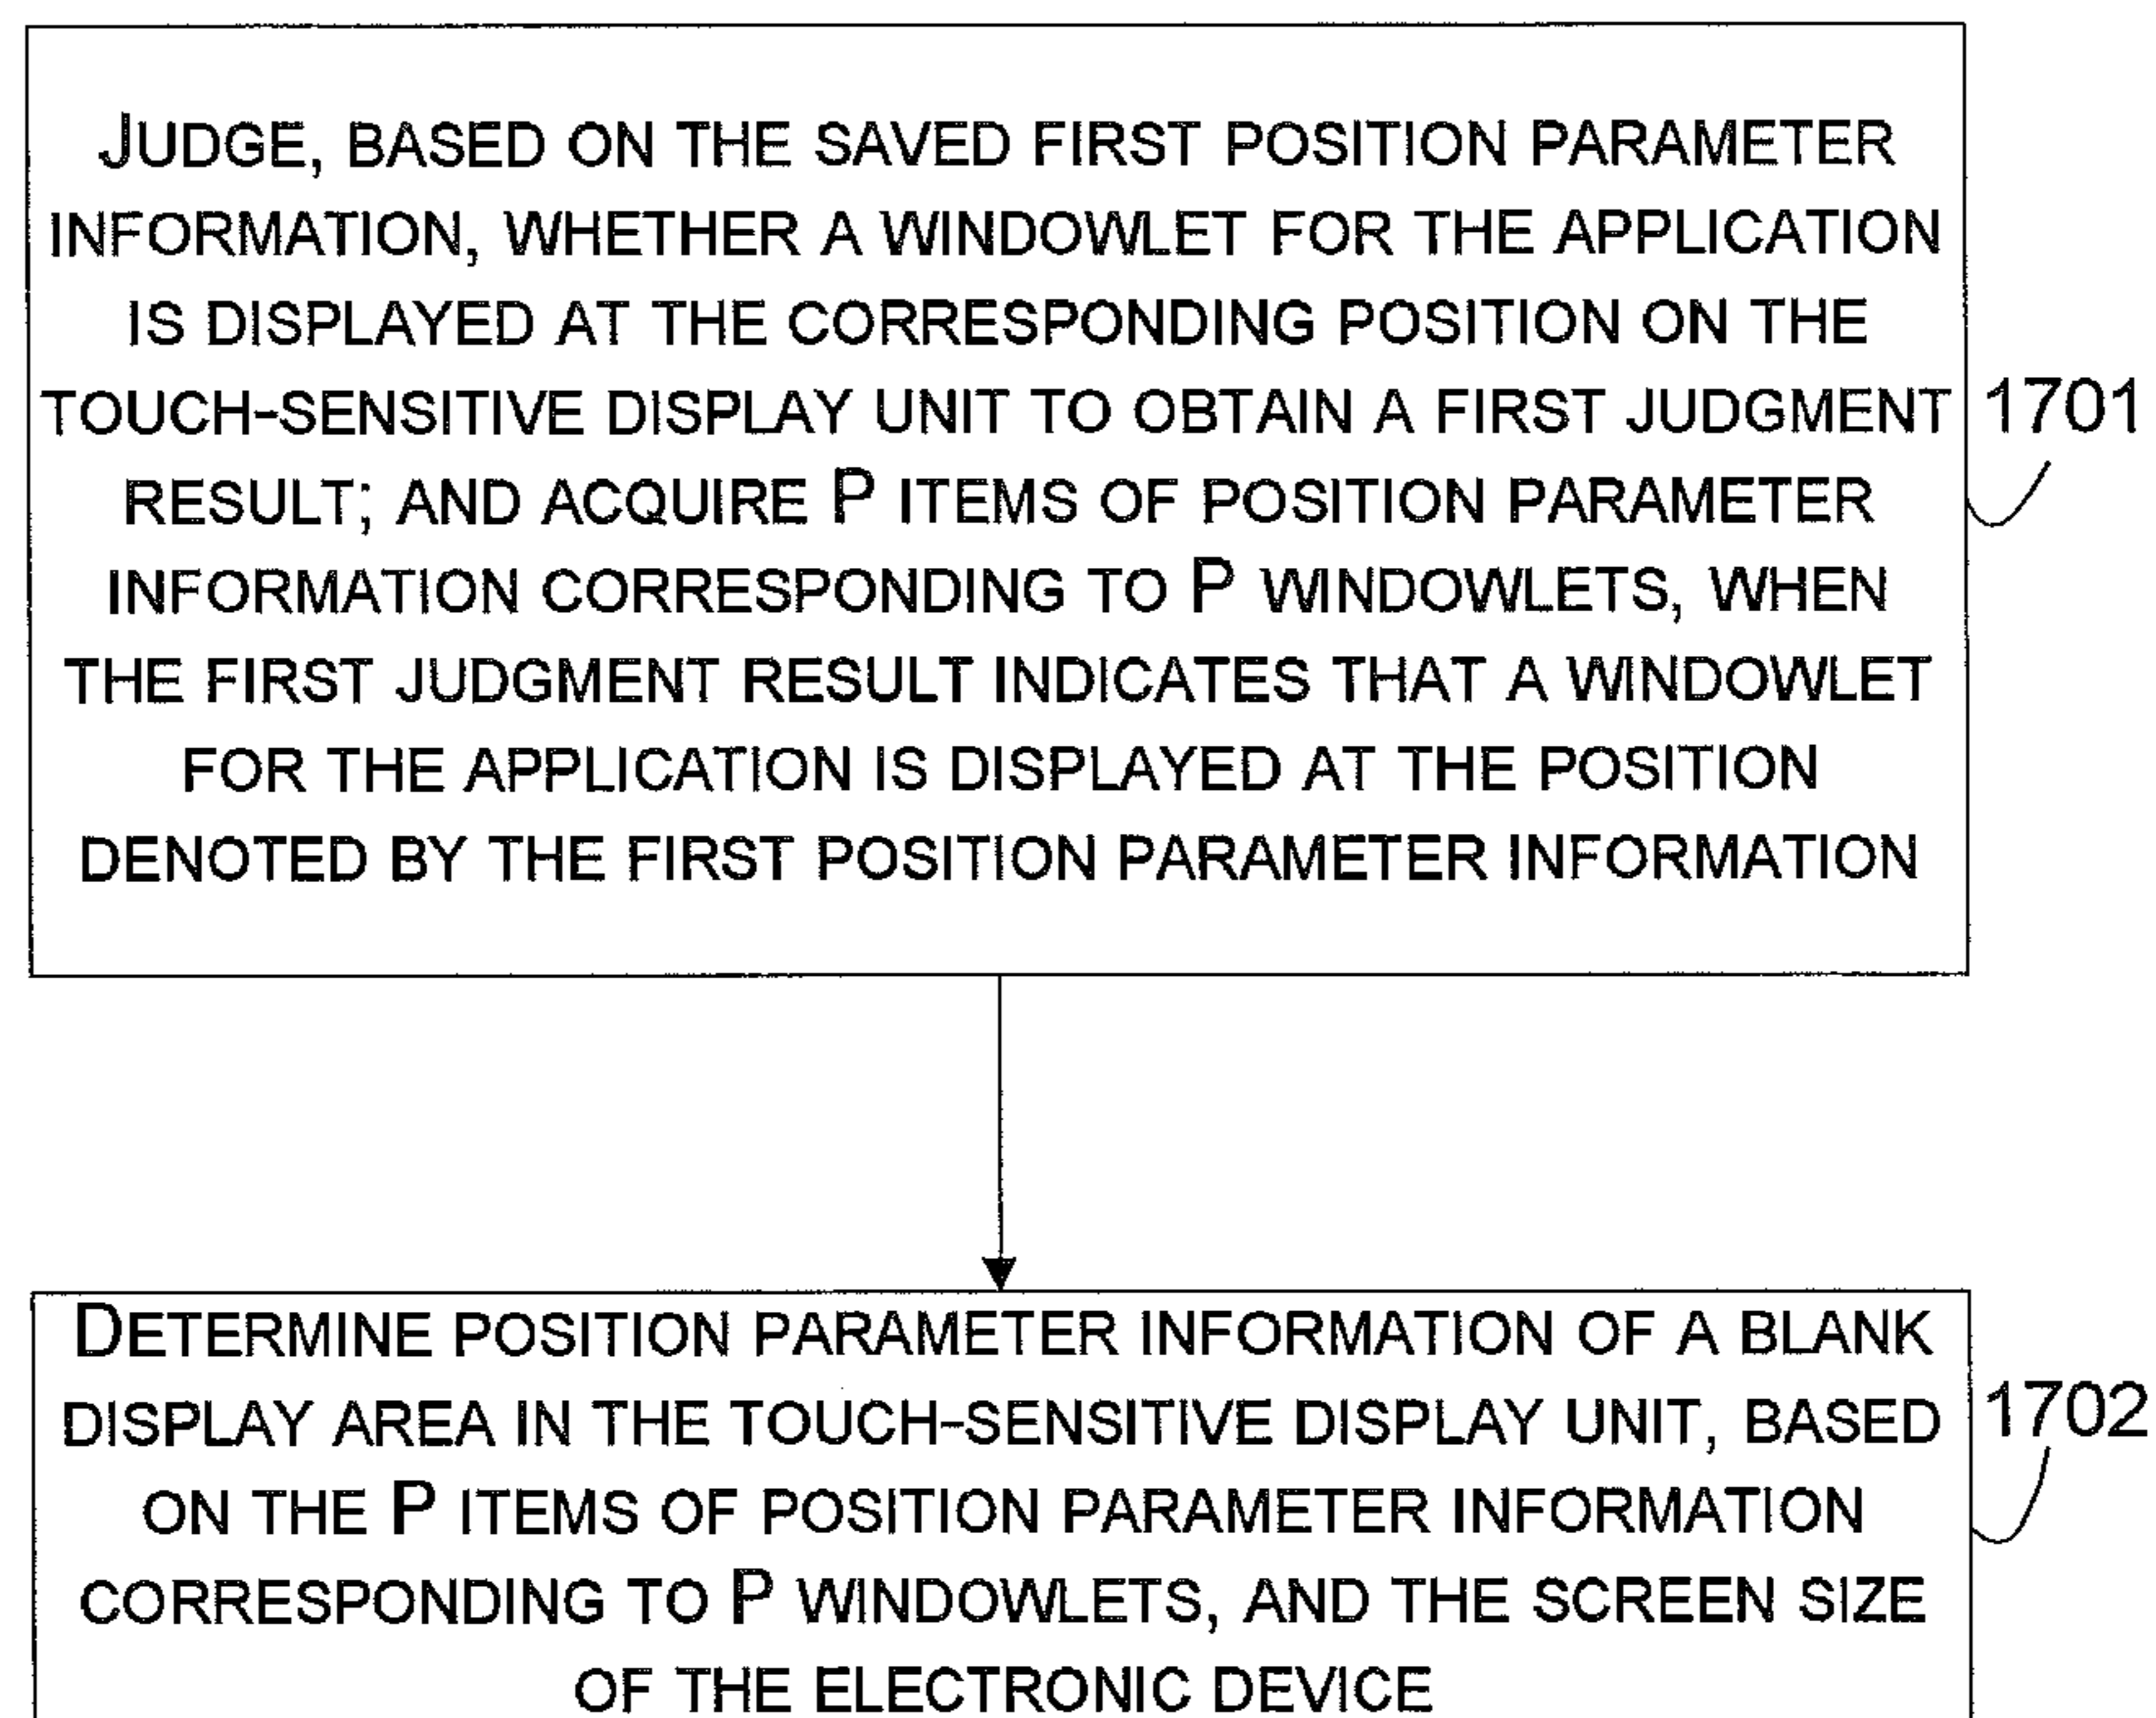 JUDGE, BASED ON THE SAVED FIRST POSITION PARAMETER
INFORMATION, WHETHER A WINDOWLET FOR THE APPLICATION
IS DISPLAYED AT THE CORRESPONDING POSITION ON THE
TOUCH-SENSITIVE DISPLAY UNIT TO OBTAIN A FIRST JUDGMENT
1701
RESULT; AND ACQUIRE P ITEMS OF POSITION PARAMETER
INFORMATION CORRESPONDING TO P WINDOWLETS, WHEN
THE FIRST JUDGMENT RESULT INDICATES THAT A WINDOWLET
FOR THE APPLICATION IS DISPLAYED AT THE POSITION
DENOTED BY THE FIRST POSITION PARAMETER INFORMATION
DETERMINE POSITION PARAMETER INFORMATION OF A BLANK
DISPLAY AREA IN THE TOUCH-SENSITIVE DISPLAY UNIT, BASED
1702
ON THE P ITEMS OF POSITION PARAMETER INFORMATION
CORRESPONDING TO P WINDOWLETS, AND THE SCREEN SIZE
OF THE ELECTRONIC DEVICE